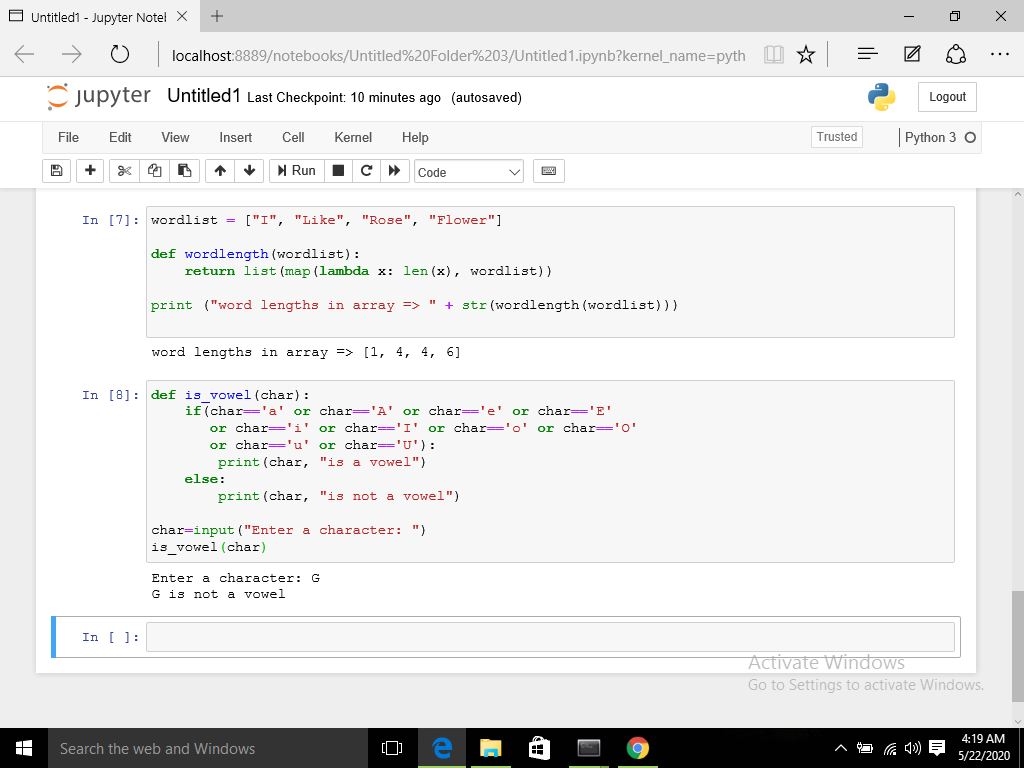 Untitled1 - Jupyter Notel
localhost:8889/notebooks/Untitled%20Folder%203/Untitled1.ipynb?kernel_name=pyth
jupyter Untitled1 Last Checkpoint: 10 minutes ago (autosaved)
Logout
File Edit View Insert Cell Kernel Help Trusted Python 3
Run Code
In [7]: wordlist = ["I", "Like", "Rose", "Flower"]
def wordlength(wordlist):
    return list(map(lambda x: len(x), wordlist))
print ("word lengths in array => " + str(wordlength(wordlist)))
word lengths in array => [1, 4, 4, 6]
In [8]: def is_vowel(char):
    if(char=='a' or char=='A' or char=='e' or char=='E'
       or char=='i' or char=='I' or char=='o' or char=='O'
       or char=='u' or char=='U'):
        print(char, "is a vowel")
    else:
        print(char, "is not a vowel")
char=input("Enter a character: ")
is_vowel(char)
Enter a character: G
G is not a vowel
In [ ]:
Activate Windows
Go to Settings to activate Windows.
Search the web and Windows
4:19 AM
5/22/2020